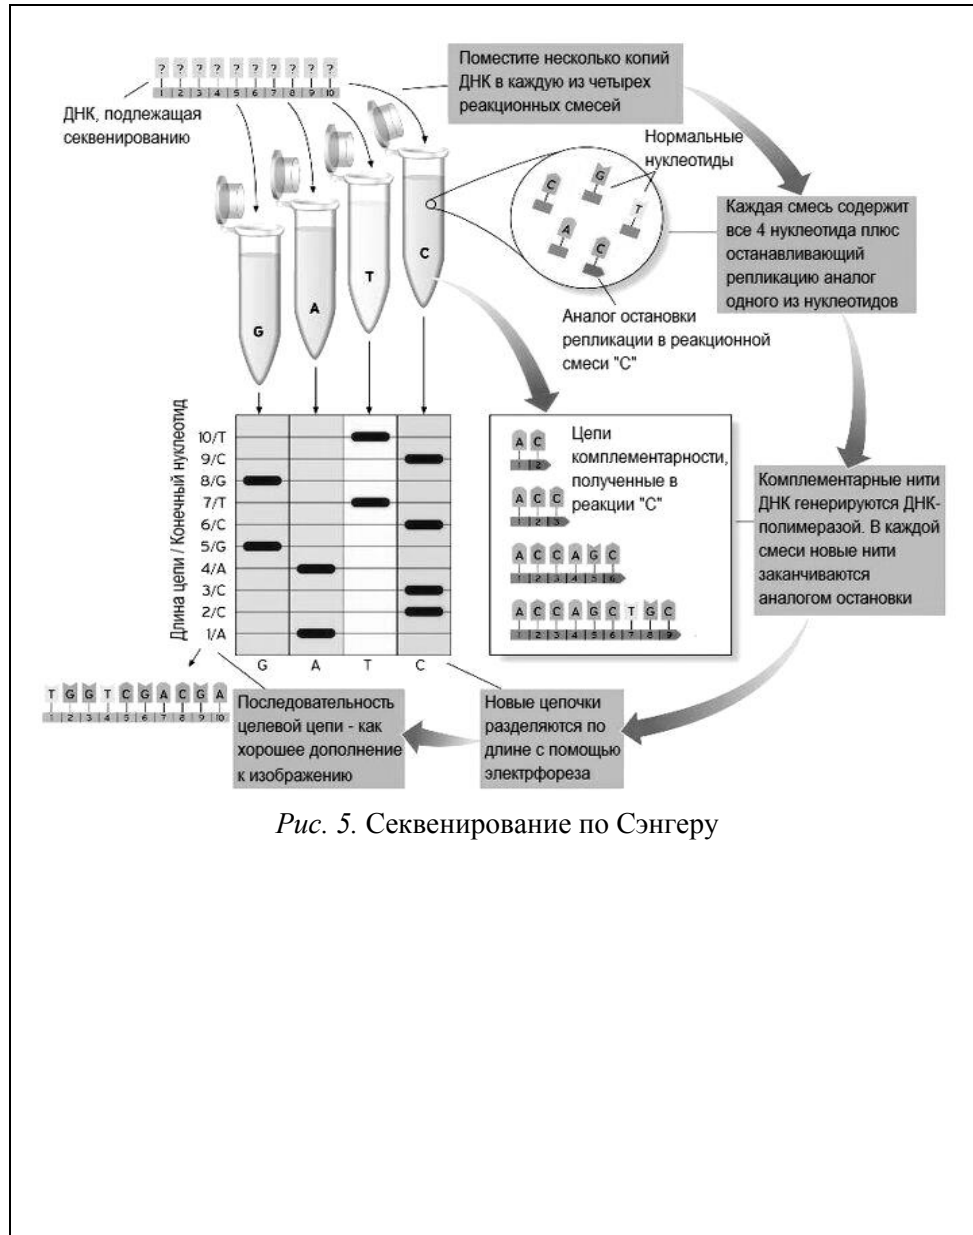 ? ? ? ? ? ? ? ? ? ?
1 2 3 4 5 6 7 8 9 10
ДНК, подлежащая
секвенированию
Поместите несколько копий
ДНК в каждую из четырех
реакционных смесей
Нормальные
нуклеотиды
C
G
T
A
C
Каждая смесь содержит
все 4 нуклеотида плюс
останавливающий
репликацию аналог
одного из нуклеотидов
G
A
T
C
Аналог остановки
репликации в реакционной
смеси "С"
Длина цепи / Конечный нуклеотид
10/T
9/C
8/G
7/T
6/C
5/G
4/A
3/C
2/C
1/A
G A T C
Цепи
комплементарности,
полученные в
реакции "С"
A C
1 2
A C C
1 2 3
A C C A G C
1 2 3 4 5 6
A C C A G C T G C
1 2 3 4 5 6 7 8 9
Комплементарные нити
ДНК генерируются ДНК-
полимеразой. В каждой
смеси новые нити
заканчиваются
аналогом остановки
T G G T C G A C G A
1 2 3 4 5 6 7 8 9 10
Последовательность
целевой цепи - как
хорошее дополнение
к изображению
Новые цепочки
разделяются по
длине с помощью
электрфореза
Рис. 5. Секвенирование по Сэнгеру